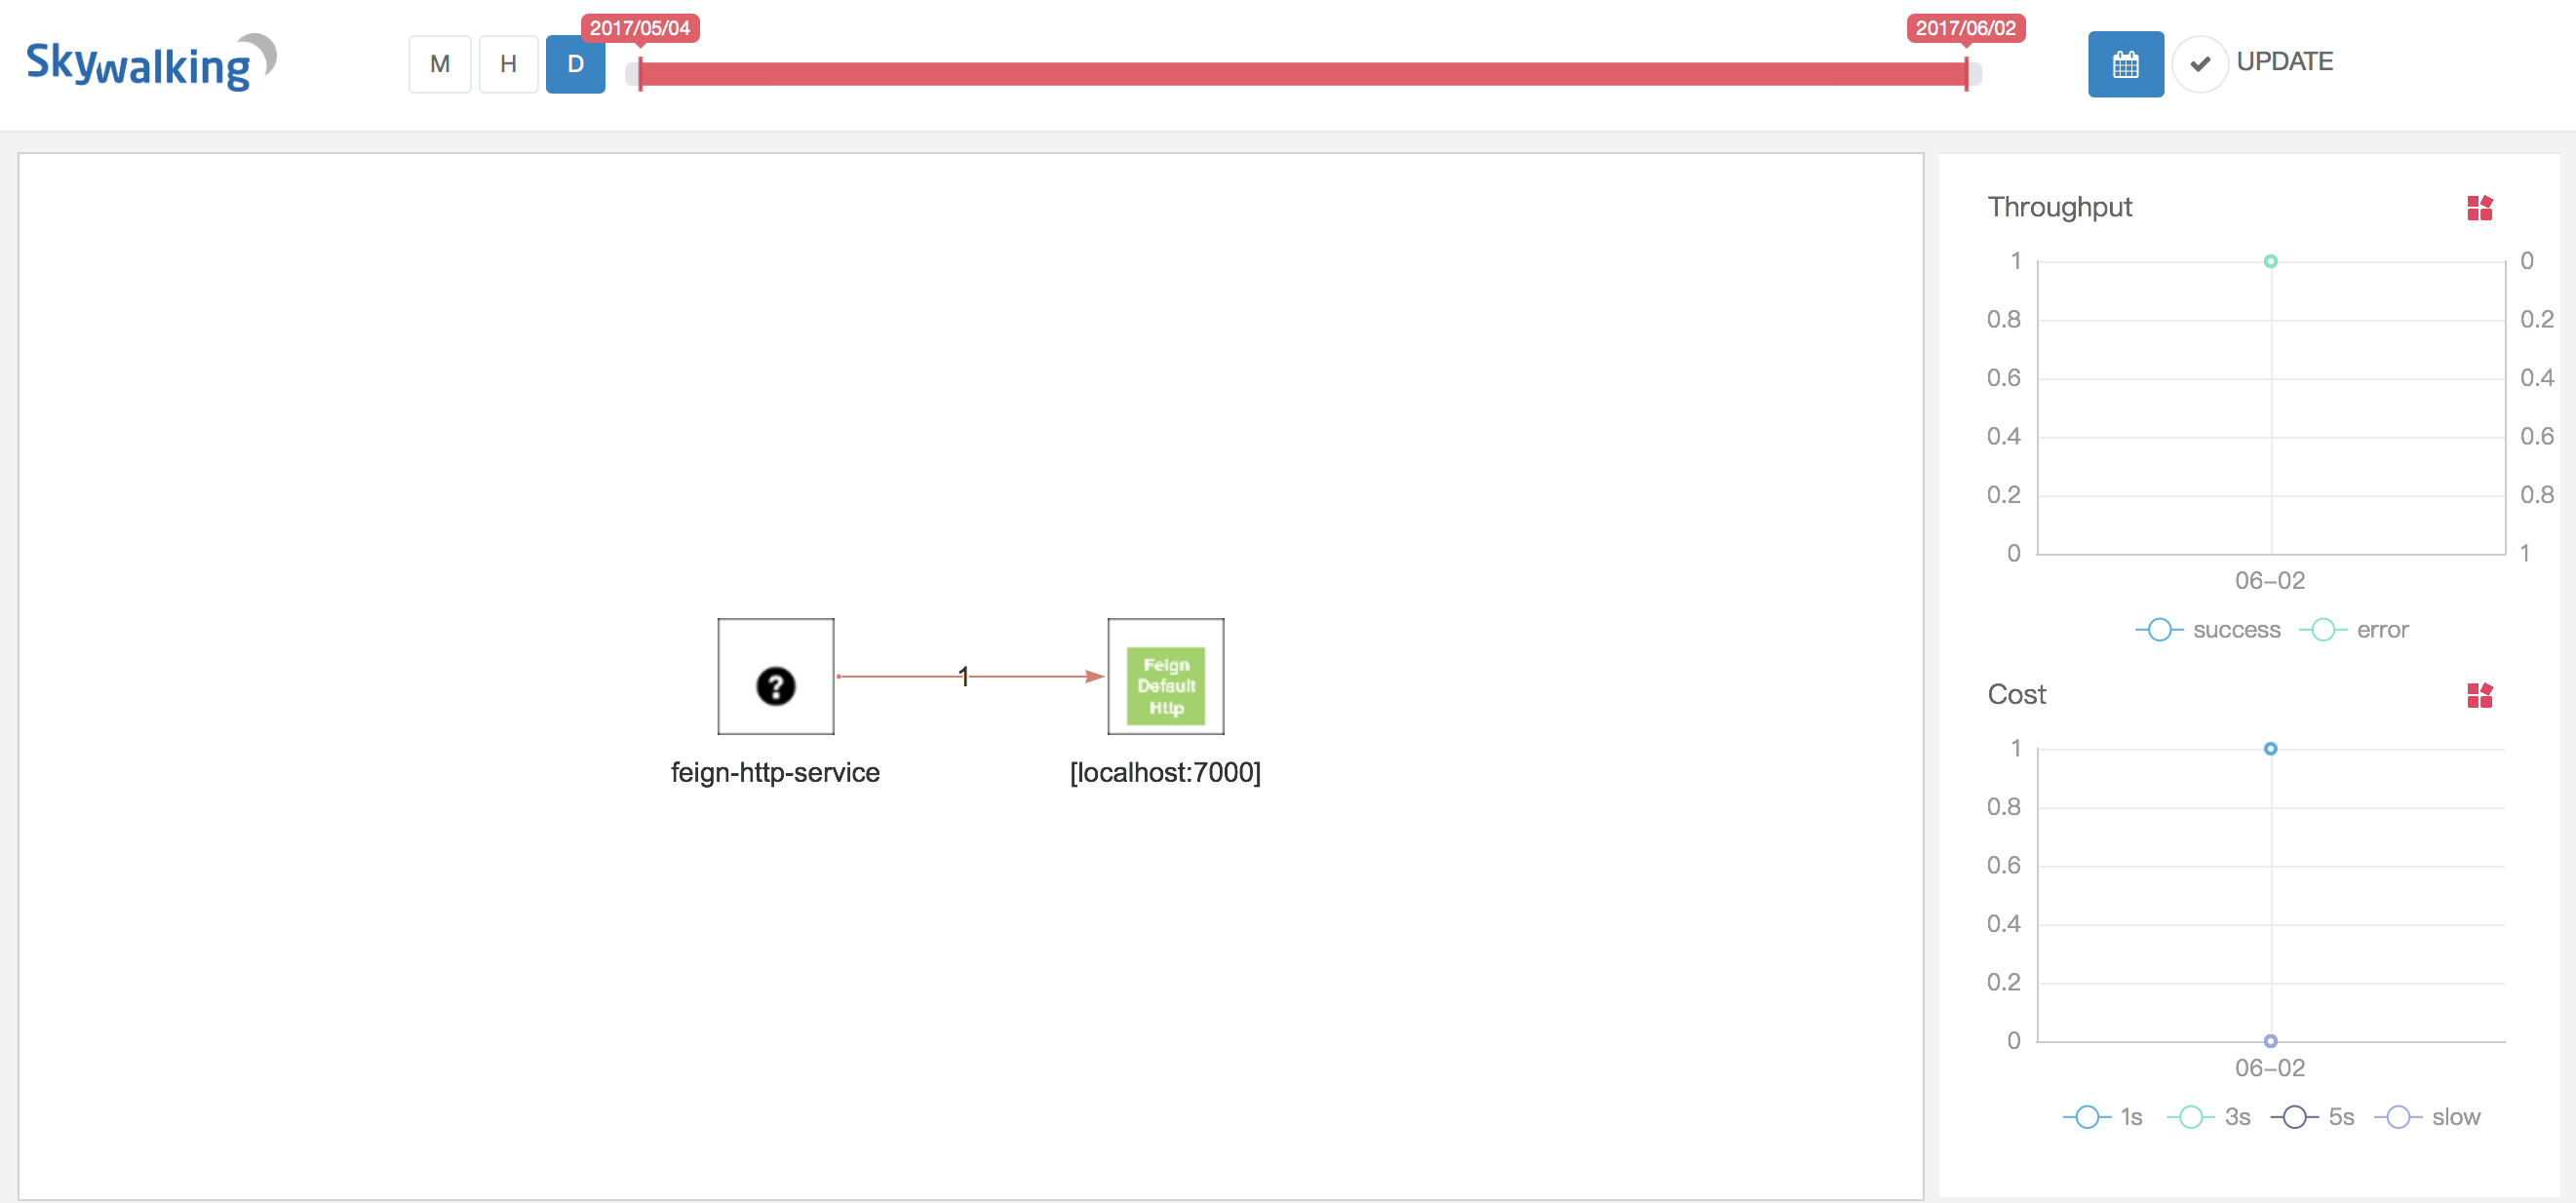 Skywalking
M H D
2017/05/04
2017/06/02
UPDATE
feign-http-service
1
Feign
Default
Http
[localhost:7000]
Throughput
1 0
0.8 0.2
0.6 0.4
0.4 0.6
0.2 0.8
0 1
06-02
success error
Cost
1
0.8
0.6
0.4
0.2
0
06-02
1s 3s 5s slow